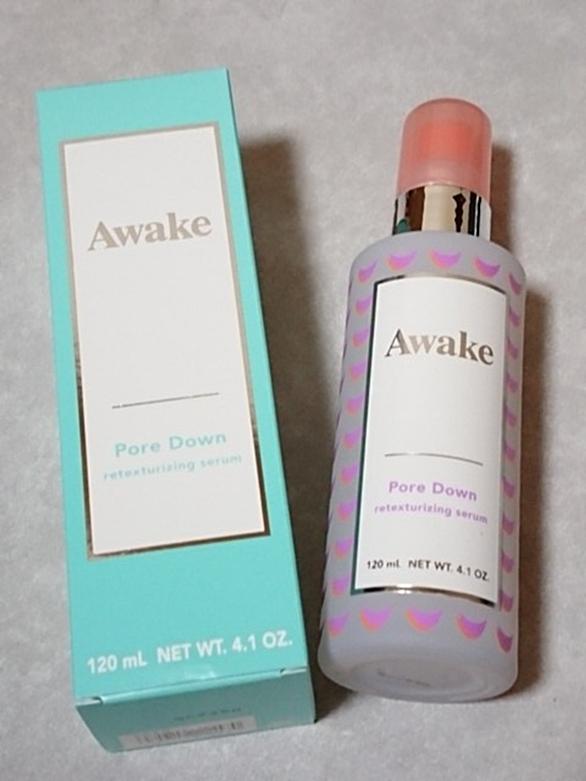 Awake
Pore Down
retexturizing serum
120 mL NET WT. 4.1 OZ.
Awake
Pore Down
retexturizing serum
120 mL NET WT. 4.1 OZ.